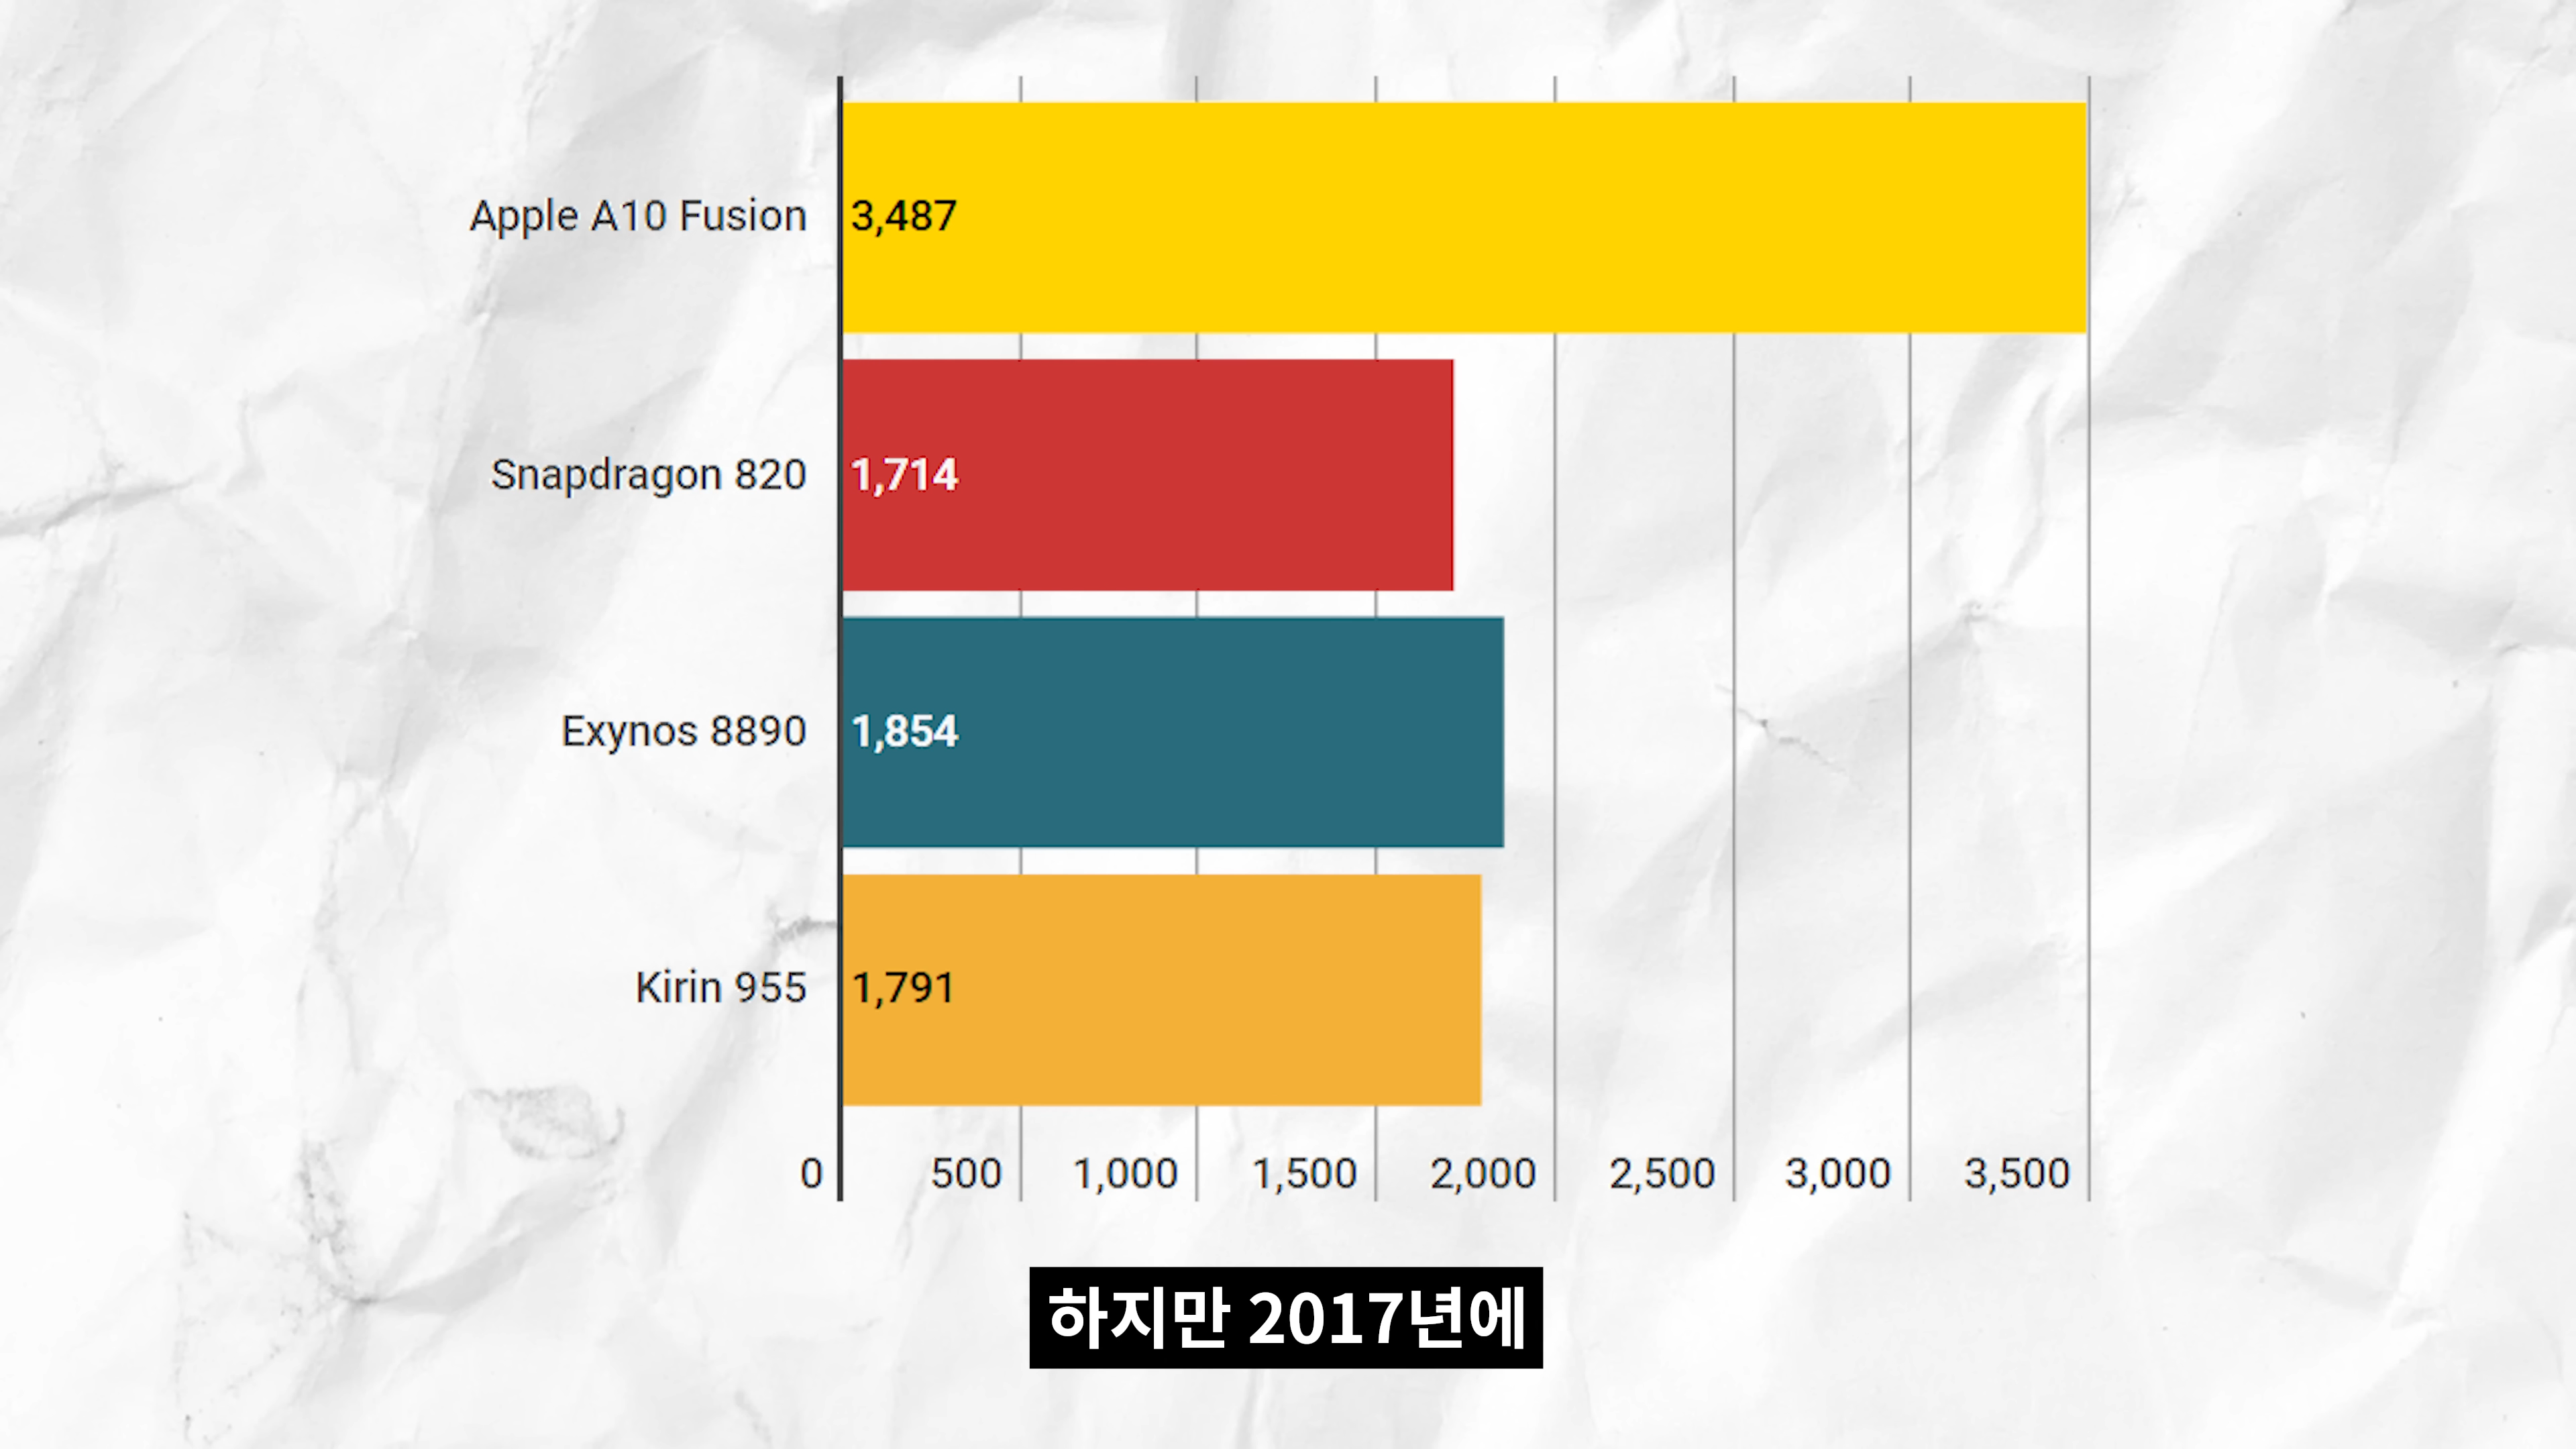 Apple A10 Fusion 3,487
Snapdragon 820 1,714
Exynos 8890 1,854
Kirin 955 1,791
0 500 1,000 1,500 2,000 2,500 3,000 3,500
하지만 2017년에